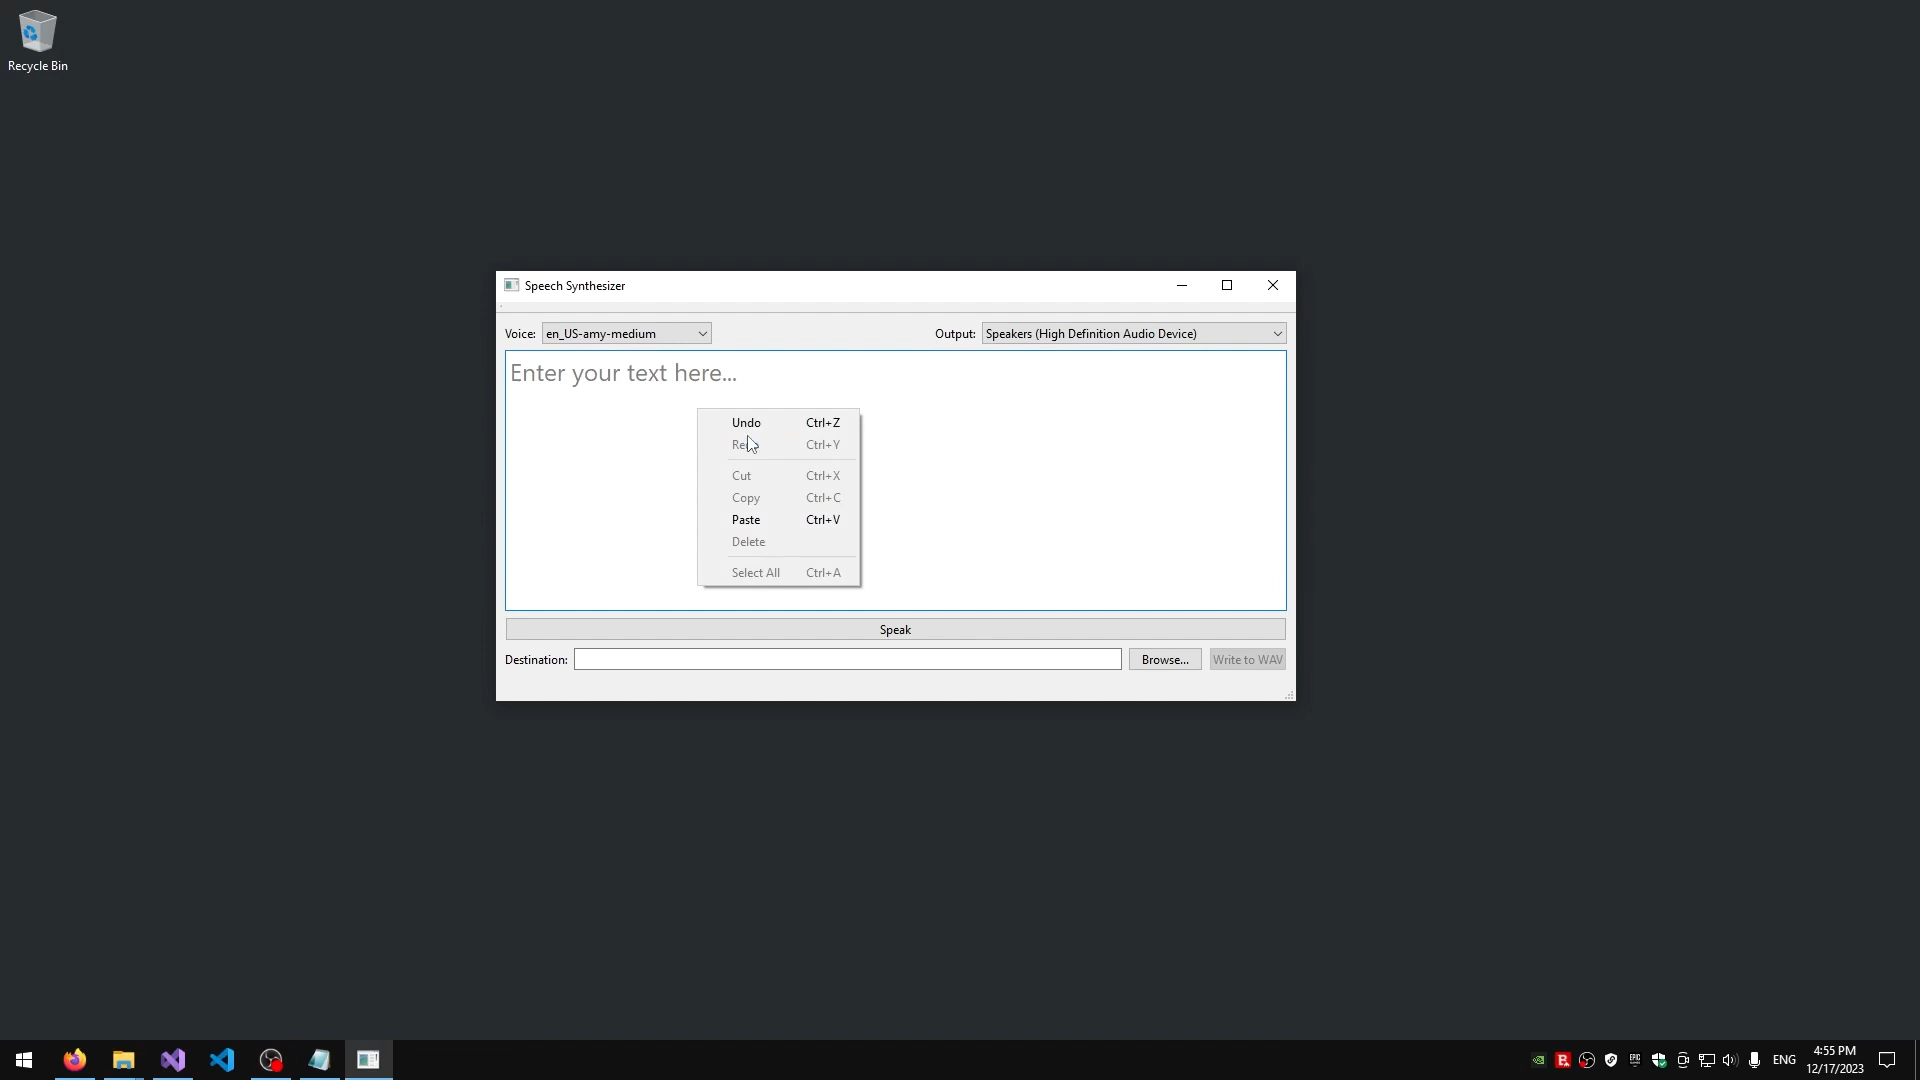 Recycle Bin
Speech Synthesizer
Voice: en_US-amy-medium Output: Speakers (High Definition Audio Device)
Enter your text here...
Undo Ctrl+Z
Ctrl+Y
Cut Ctrl+X
Copy Ctrl+C
Paste Ctrl+V
Delete
Select All Ctrl+A
Speak
Destination: Browse... Write to WAV
ENG 4:55 PM
12/17/2023